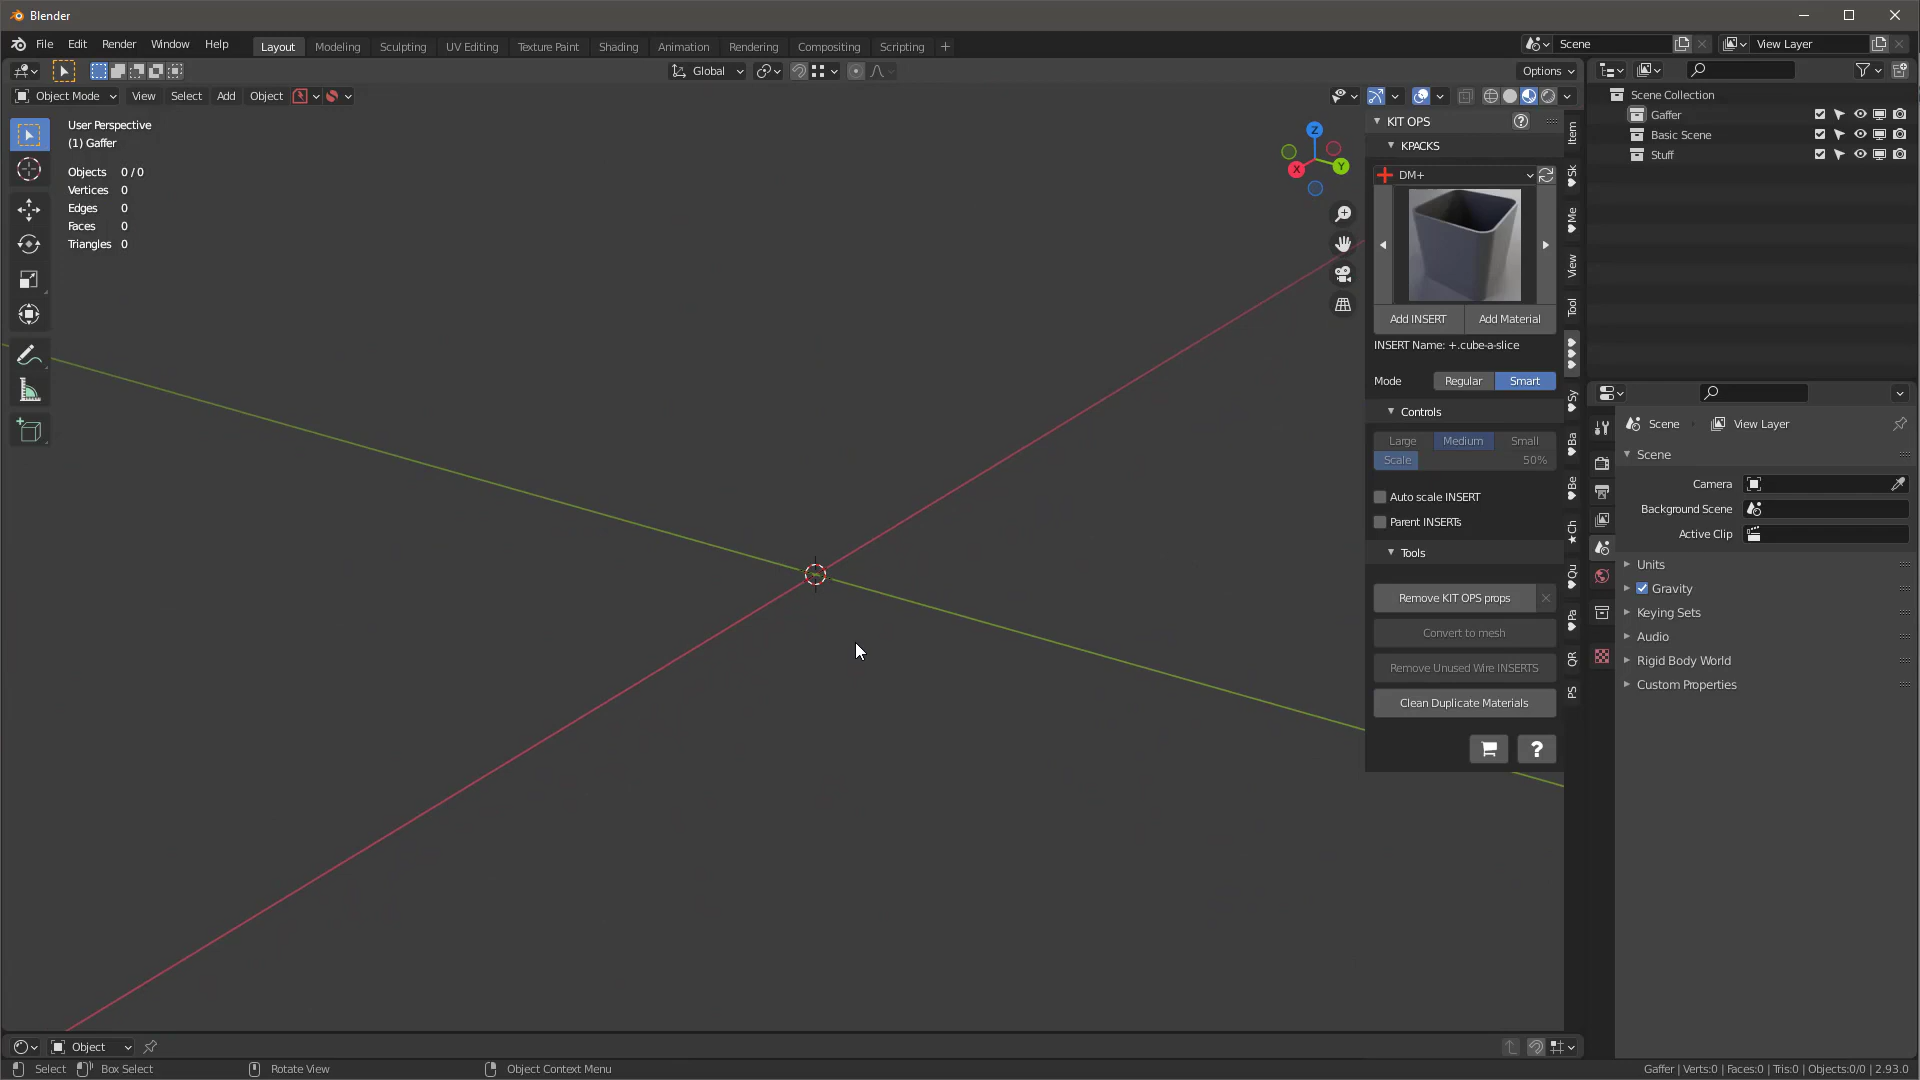 Blender
File Edit Render Window Help
Layout Modeling Sculpting UV Editing Texture Paint Shading Animation Rendering Compositing Scripting +
Scene View Layer
Global Options
Object Mode View Select Add Object
User Perspective
(1) Gaffer
Objects 0 / 0
Vertices 0
Edges 0
Faces 0
Triangles 0
Z
Y
X
KIT OPS ?
KPACKS
DM+
Add INSERT Add Material
INSERT Name: +.cube-a-slice
Mode Regular Smart
Controls
Large Medium Small
Scale 50%
Auto scale INSERT
Parent INSERTs
Tools
Remove KIT OPS props
Convert to mesh
Remove Unused Wire INSERTS
Clean Duplicate Materials
?
Item
Sk
♥Me
View
Tool
♥♥♥
♥Sy
♥Ba
♥Be
★Ch
♥Qu
♥Pa
QR
PS
Scene Collection
Gaffer
Basic Scene
Stuff
Scene View Layer
Scene
Camera
Background Scene
Active Clip
Units
Gravity
Keying Sets
Audio
Rigid Body World
Custom Properties
Object
Select Box Select Rotate View Object Context Menu
Gaffer | Verts:0 | Faces:0 | Tris:0 | Objects:0/0 | 2.93.0